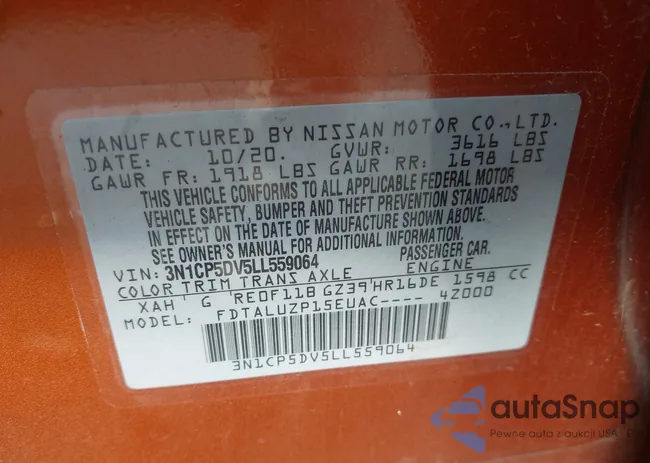 MANUFACTURED BY NISSAN MOTOR CO., LTD.
DATE: 10/20. GVWR: 3616 LBS
GAWR FR: 1918 LBS GAWR RR: 1698 LBS
THIS VEHICLE CONFORMS TO ALL APPLICABLE FEDERAL MOTOR
VEHICLE SAFETY, BUMPER AND THEFT PREVENTION STANDARDS
IN EFFECT ON THE DATE OF MANUFACTURE SHOWN ABOVE.
SEE OWNER'S MANUAL FOR ADDITIONAL INFORMATION.
VIN: 3N1CP5DV5LL559064 PASSENGER CAR.
COLOR TRIM TRANS AXLE ENGINE
XAH' G 'RE0F11B GZ39'HR16DE 1598 CC
MODEL: FDTALUZP15EUAC---- 4Z000
3N1CP5DV5LL559064
autaSnap
Pewne auta z aukcji USA i E